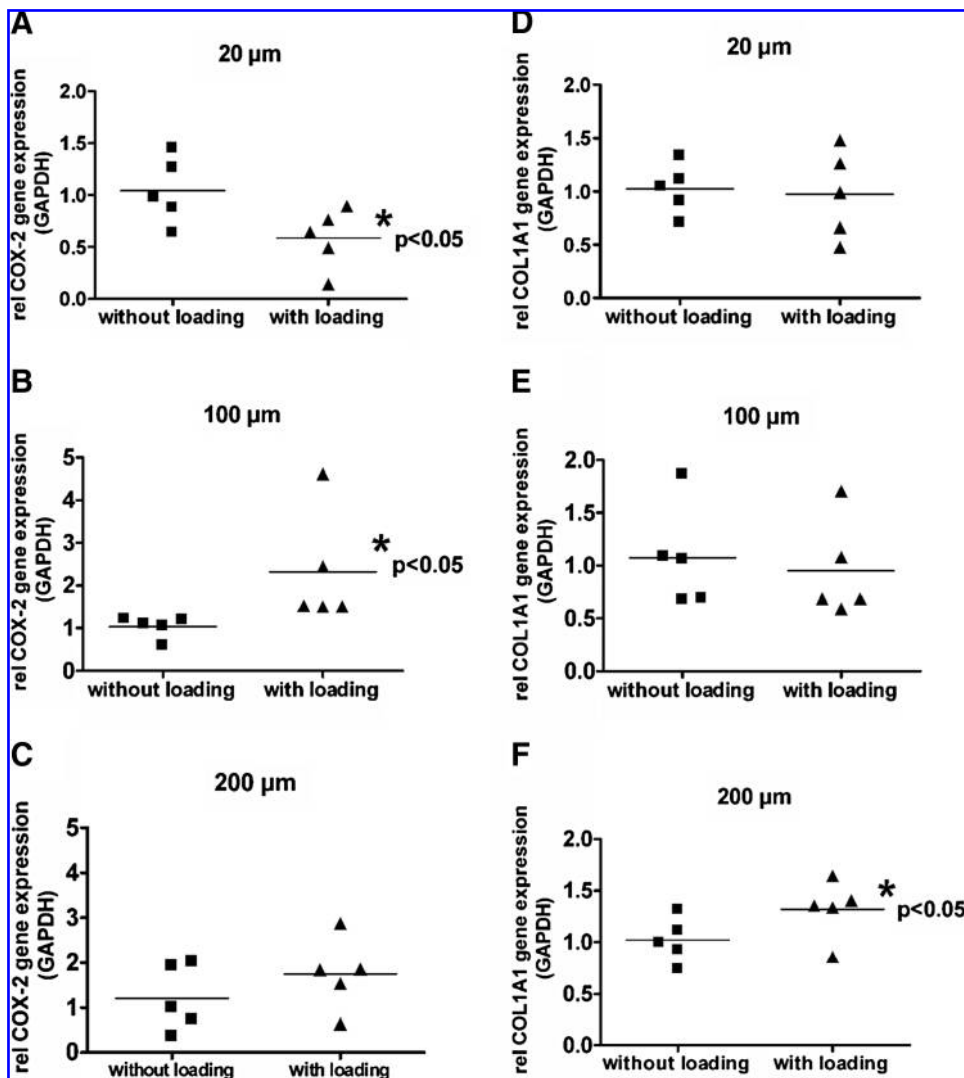 A
20 µm
rel COX-2 gene expression
(GAPDH)
2.0
1.5
1.0
0.5
0.0
*
p<0.05
without loading
with loading
B
100 µm
rel COX-2 gene expression
(GAPDH)
5
4
3
2
1
0
*
p<0.05
without loading
with loading
C
200 µm
rel COX-2 gene expression
(GAPDH)
5
4
3
2
1
0
without loading
with loading
D
20 µm
rel COL1A1 gene expression
(GAPDH)
2.0
1.5
1.0
0.5
0.0
without loading
with loading
E
100 µm
rel COL1A1 gene expression
(GAPDH)
2.0
1.5
1.0
0.5
0.0
without loading
with loading
F
200 µm
rel COL1A1 gene expression
(GAPDH)
2.0
1.5
1.0
0.5
0.0
*
p<0.05
without loading
with loading